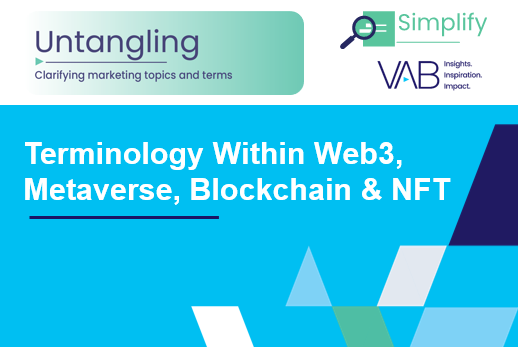 Untangling
Clarifying marketing topics and terms
Simplify
VAB
Insights.
Inspiration.
Impact.
Terminology Within Web3,
Metaverse, Blockchain & NFT